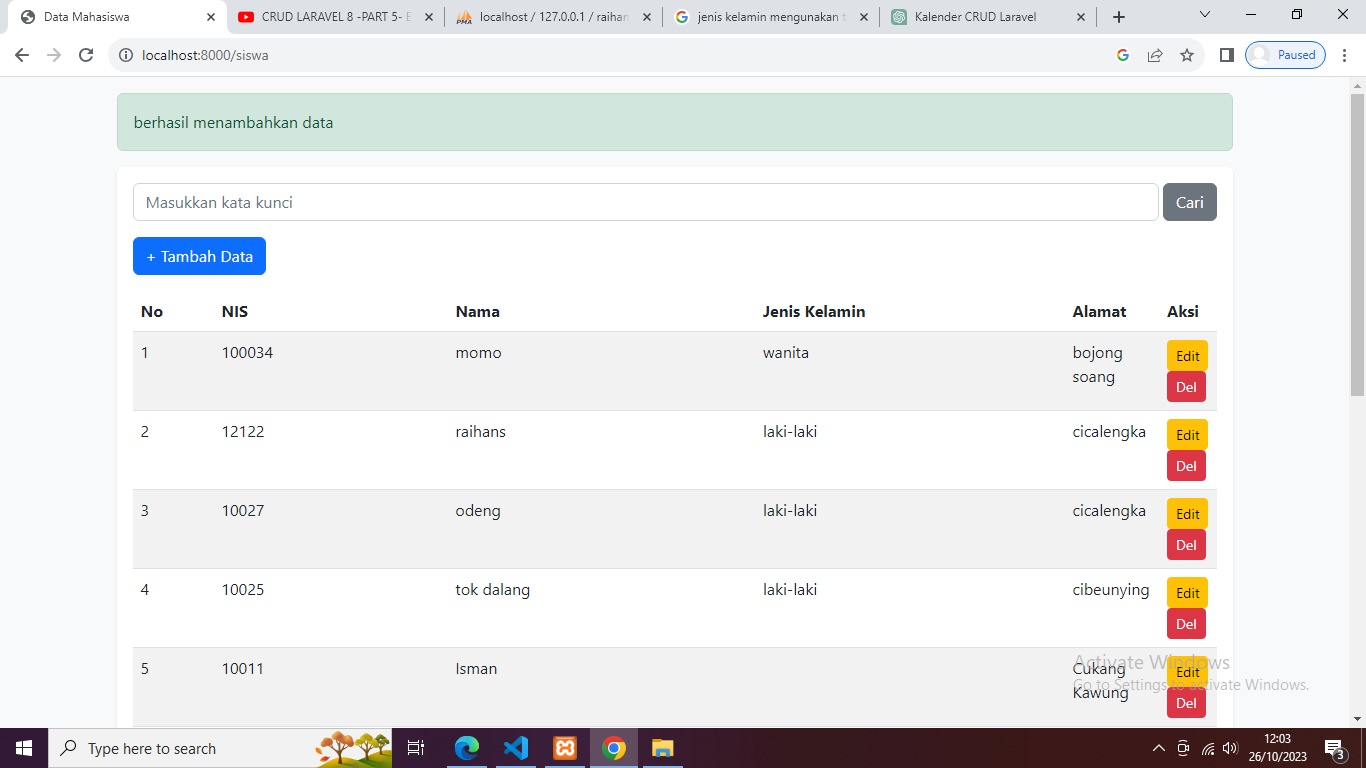 Data Mahasiswa
CRUD LARAVEL 8 -PART 5- E
localhost / 127.0.0.1 / raihan
jenis kelamin mengunakan t
Kalender CRUD Laravel
localhost:8000/siswa
Paused
berhasil menambahkan data
Masukkan kata kunci
Cari
+ Tambah Data
No NIS Nama Jenis Kelamin Alamat Aksi
1 100034 momo wanita bojong soang Edit Del
2 12122 raihans laki-laki cicalengka Edit Del
3 10027 odeng laki-laki cicalengka Edit Del
4 10025 tok dalang laki-laki cibeunying Edit Del
5 10011 Isman Cukang Kawung Edit Del
Activate Windows
Go to Settings to activate Windows.
Type here to search
12:03
26/10/2023
3